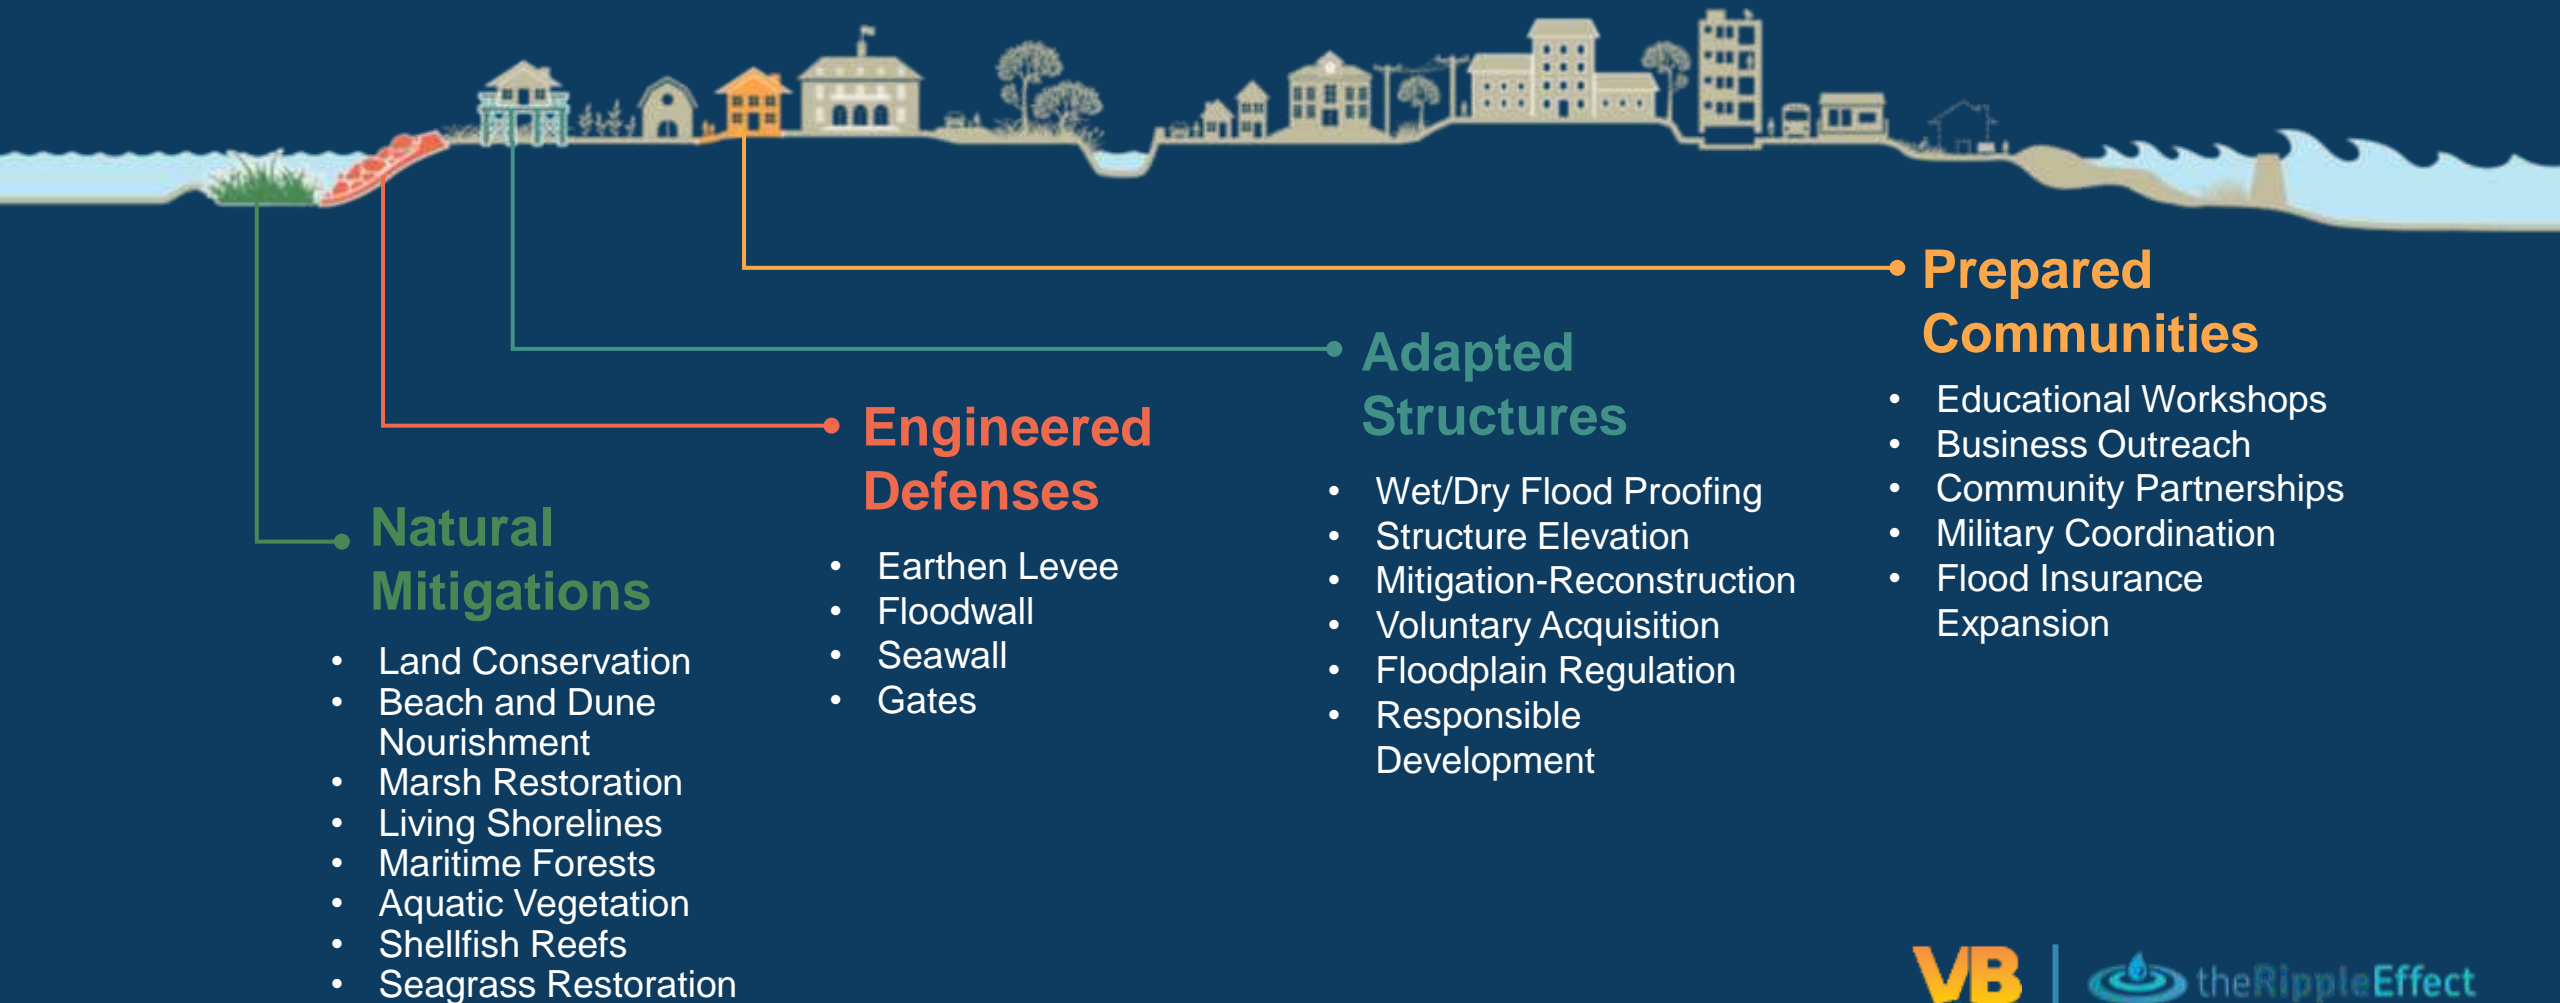 Prepared
Communities
• Educational Workshops
• Business Outreach
• Community Partnerships
• Military Coordination
• Flood Insurance
Expansion
Adapted
Structures
• Wet/Dry Flood Proofing
• Structure Elevation
• Mitigation-Reconstruction
• Voluntary Acquisition
• Floodplain Regulation
• Responsible
Development
Engineered
Defenses
• Earthen Levee
• Floodwall
• Seawall
• Gates
Natural
Mitigations
• Land Conservation
• Beach and Dune
Nourishment
• Marsh Restoration
• Living Shorelines
• Maritime Forests
• Aquatic Vegetation
• Shellfish Reefs
• Seagrass Restoration
VB
theRippleEffect